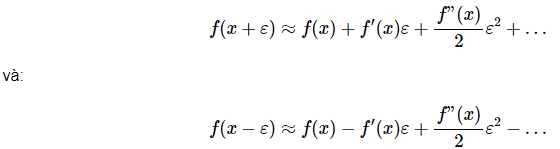 f(x + ε) ≈ f(x) + f′(x)ε + f”(x)/2 ε² + …
và:
f(x − ε) ≈ f(x) − f′(x)ε + f”(x)/2 ε² − …